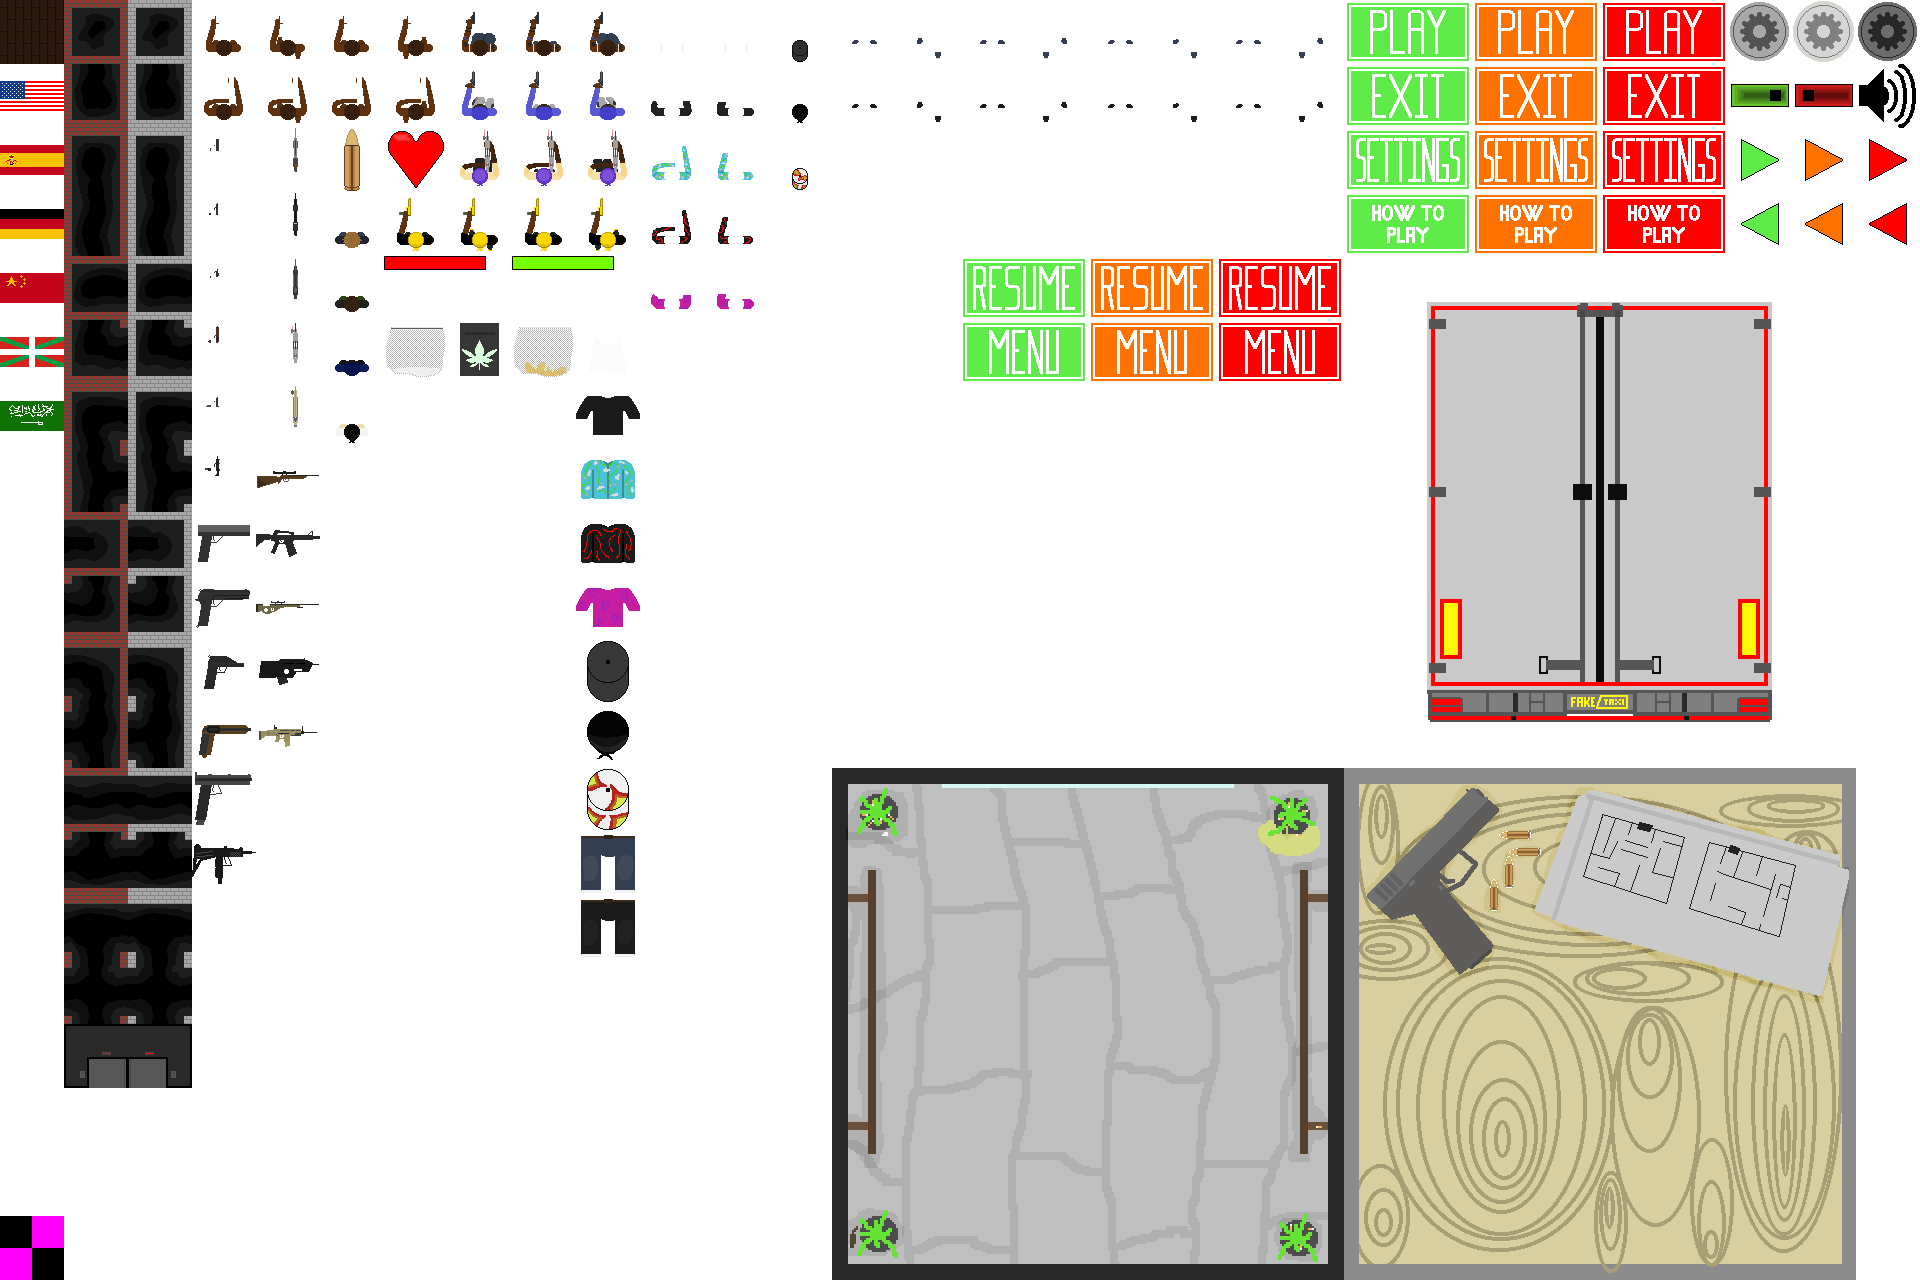 PLAY PLAY PLAY
EXIT EXIT EXIT
SETTINGS SETTINGS SETTINGS
HOW TO HOW TO HOW TO
PLAY PLAY PLAY
RESUME RESUME RESUME
MENU MENU MENU
FAKE/TAXI